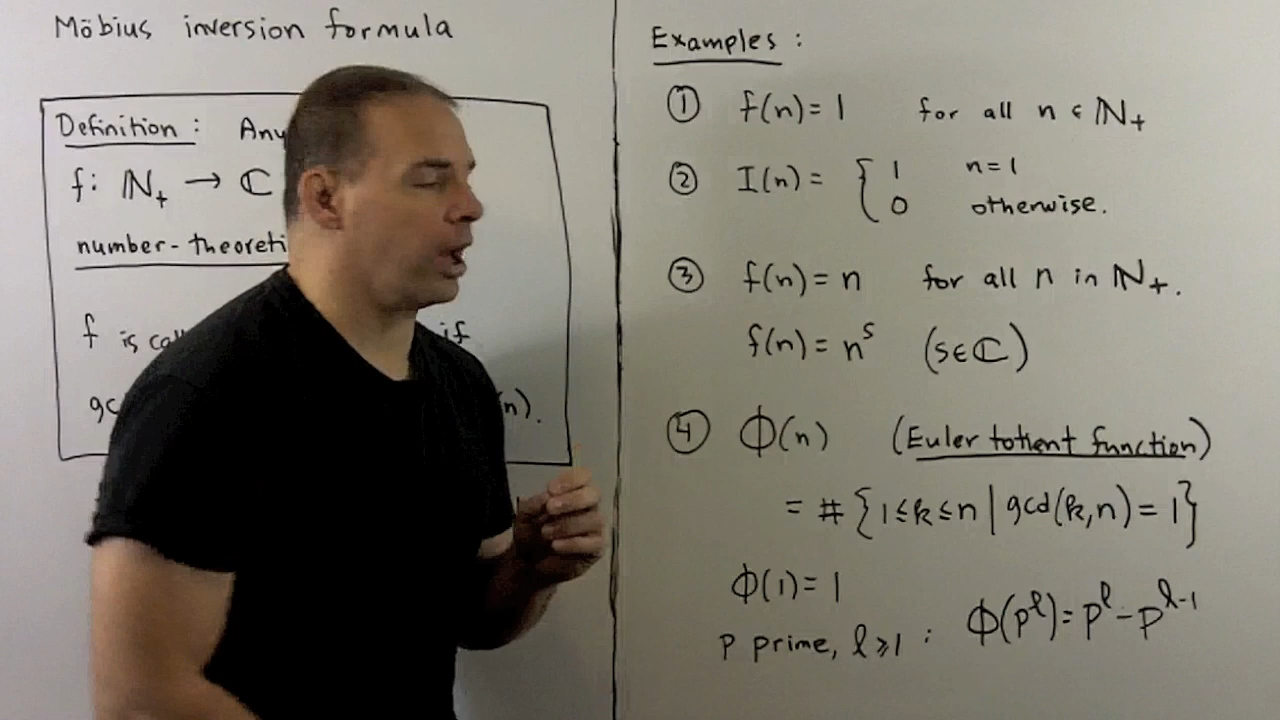 Möbius inversion formula
Definition: Any
f: ℕ₊ → ℂ
number-theoreti
f is ca if
gc n).
Examples:
① f(n) = 1 for all n ∈ ℕ₊
② I(n) = { 1 n=1
0 otherwise.
③ f(n) = n for all n in ℕ₊.
f(n) = nˢ (s∈ℂ)
④ Φ(n) (Euler totient function)
= # {1≤k≤n | gcd(k,n) = 1}
Φ(1) = 1
p prime, ℓ≥1 : Φ(p^ℓ) = p^ℓ - p^{ℓ-1}